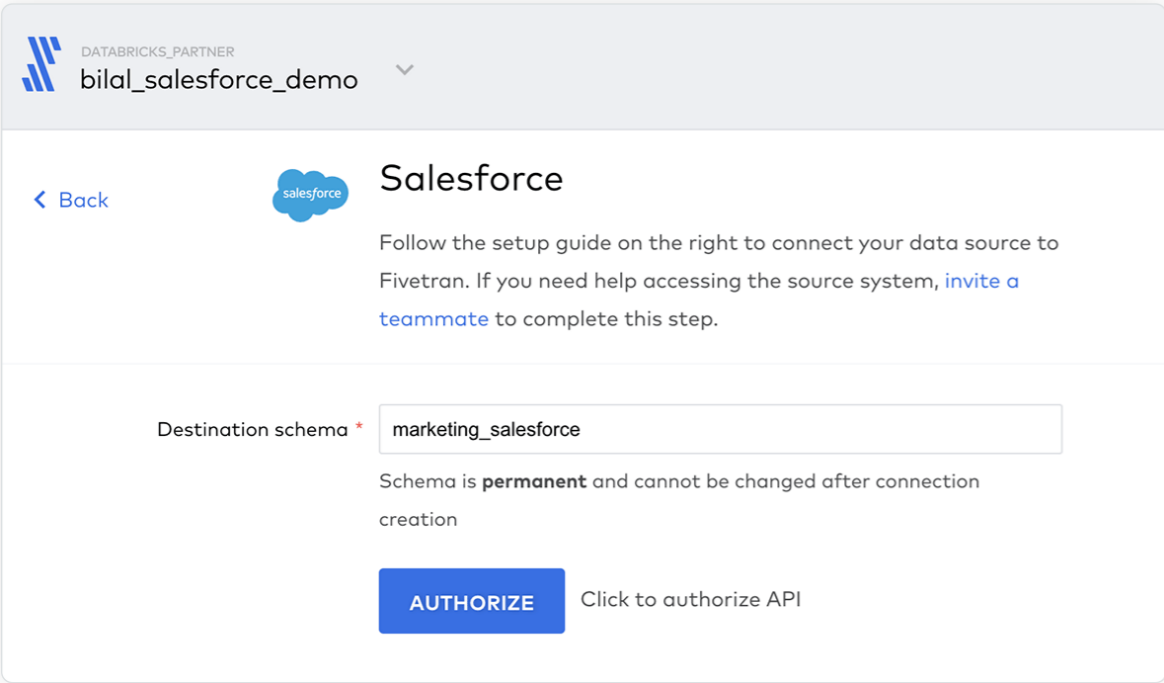 DATABRICKS_PARTNER
bilal_salesforce_demo
Back
salesforce
Salesforce
Follow the setup guide on the right to connect your data source to
Fivetran. If you need help accessing the source system, invite a
teammate to complete this step.
Destination schema *
marketing_salesforce
Schema is permanent and cannot be changed after connection
creation
AUTHORIZE
Click to authorize API